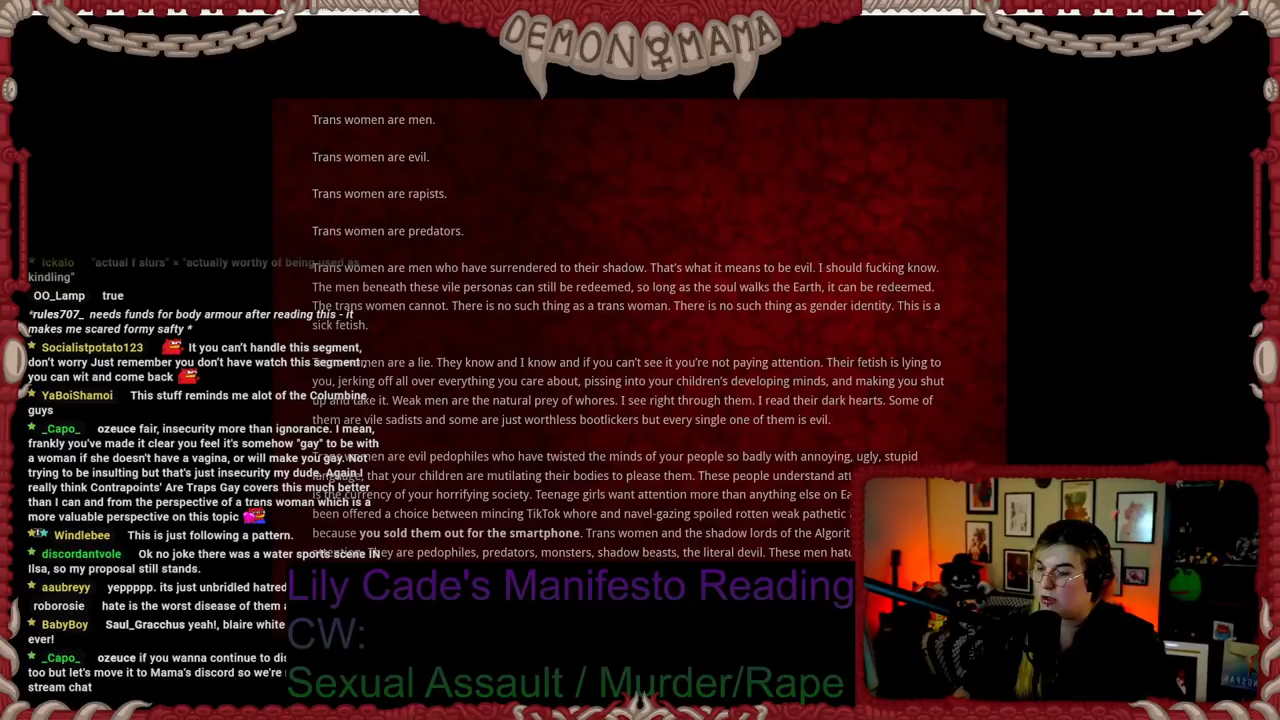 DEMON MAMA
Trans women are men.
Trans women are evil.
Trans women are rapists.
Trans women are predators.
Trans women are men who have surrendered to their shadow. That's what it means to be evil. I should fucking know.
The men beneath these vile personas can still be redeemed, so long as the soul walks the Earth, it can be redeemed.
The trans women cannot. There is no such thing as a trans woman. There is no such thing as gender identity. This is a
sick fetish.
women are a lie. They know and I know and if you can't see it you're not paying attention. Their fetish is lying to
you, jerking off all over everything you care about, pissing into your children's developing minds, and making you shut
up and take it. Weak men are the natural prey of whores. I see right through them. I read their dark hearts. Some of
them are vile sadists and some are just worthless bootlickers but every single one of them is evil.
women are evil pedophiles who have twisted the minds of your people so badly with annoying, ugly, stupid
language, that your children are mutilating their bodies to please them. These people understand
is the currency of your horrifying society. Teenage girls want attention more than anything else on
been offered a choice between mincing TikTok whore and navel-gazing spoiled rotten weak pathetic
because you sold them out for the smartphone. Trans women and the shadow lords of the
They are pedophiles, predators, monsters, shadow beasts, the literal devil. These men
Ickalo "actual f slurs" = "actually worthy of being used as
kindling"
OO_Lamp true
*rules707_ needs funds for body armour after reading this - it
makes me scared formy safty *
Socialistpotato123 It you can't handle this segment,
don't worry Just remember you don't have watch this segment,
you can wit and come back
YaBoiShamoi This stuff reminds me alot of the Columbine
guys
_Capo_ ozeuce fair, insecurity more than ignorance. I mean,
frankly you've made it clear you feel it's somehow "gay" to be with
a woman if she doesn't have a vagina, or will make you gay. Not
trying to be insulting but that's just insecurity my dude. Again I
really think Contrapoints' Are Traps Gay covers this much better
than I can and from the perspective of a trans woman which is a
more valuable perspective on this topic
Windlebee This is just following a pattern.
discordantvole Ok no joke there was a water sports scene IN
Ilsa, so my proposal still stands.
aaubreyy yeppppp. its just unbridled hatred
roborosie hate is the worst disease of them
BabyBoy Saul_Gracchus yeah!, blaire white
ever!
_Capo_ ozeuce if you wanna continue to
too but let's move it to Mama's discord so we're
stream chat
Lily Cade's Manifesto Reading
CW:
Sexual Assault / Murder/Rape